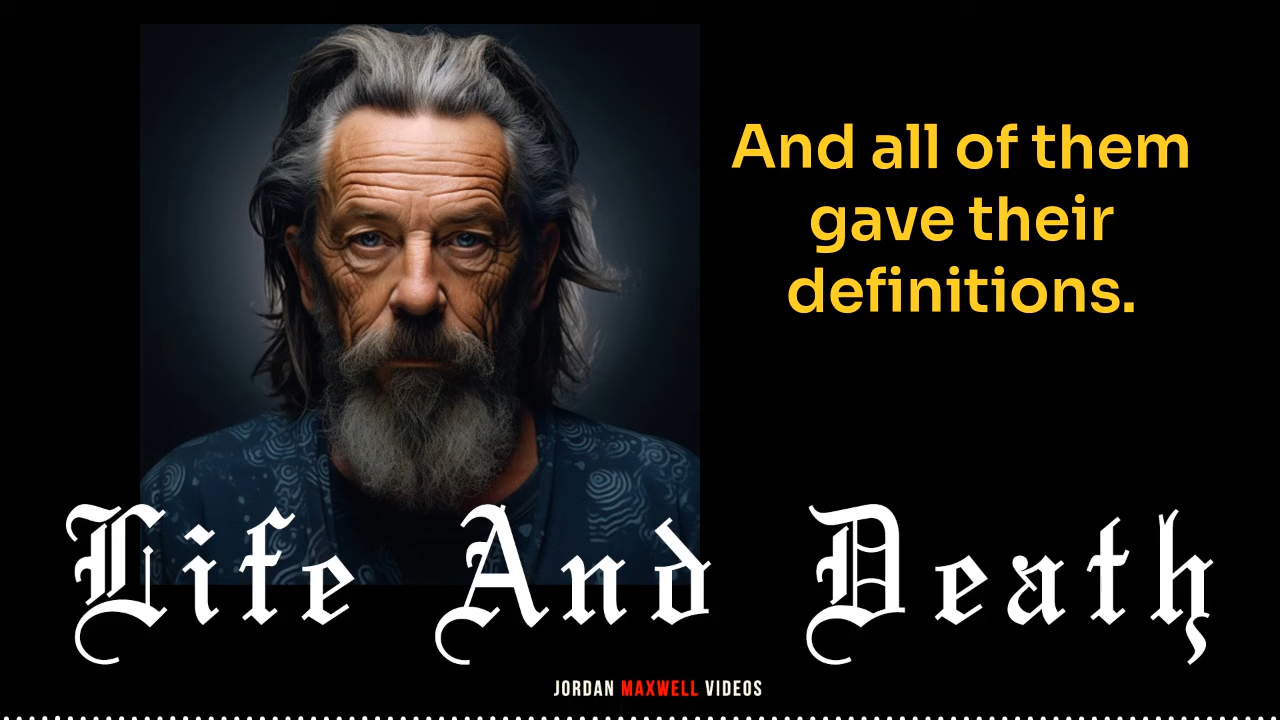 And all of them
gave their
definitions.
Life And Death
JORDAN MAXWELL VIDEOS